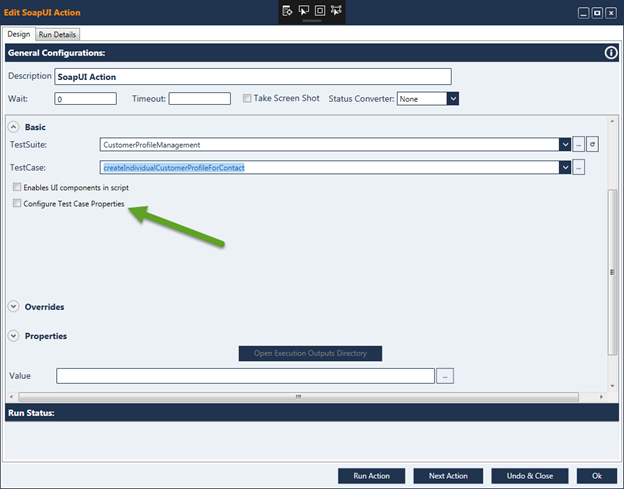 Edit SoapUI Action
Design Run Details
General Configurations:
Description SoapUI Action
Wait: 0 Timeout: Take Screen Shot Status Converter: None
Basic
TestSuite: CustomerProfileManagement ...
TestCase: createIndividualCustomerProfileForContact ...
Enables UI components in script
Configure Test Case Properties
Overrides
Properties
Open Execution Outputs Directory
Value ...
Run Status:
Run Action Next Action Undo & Close Ok